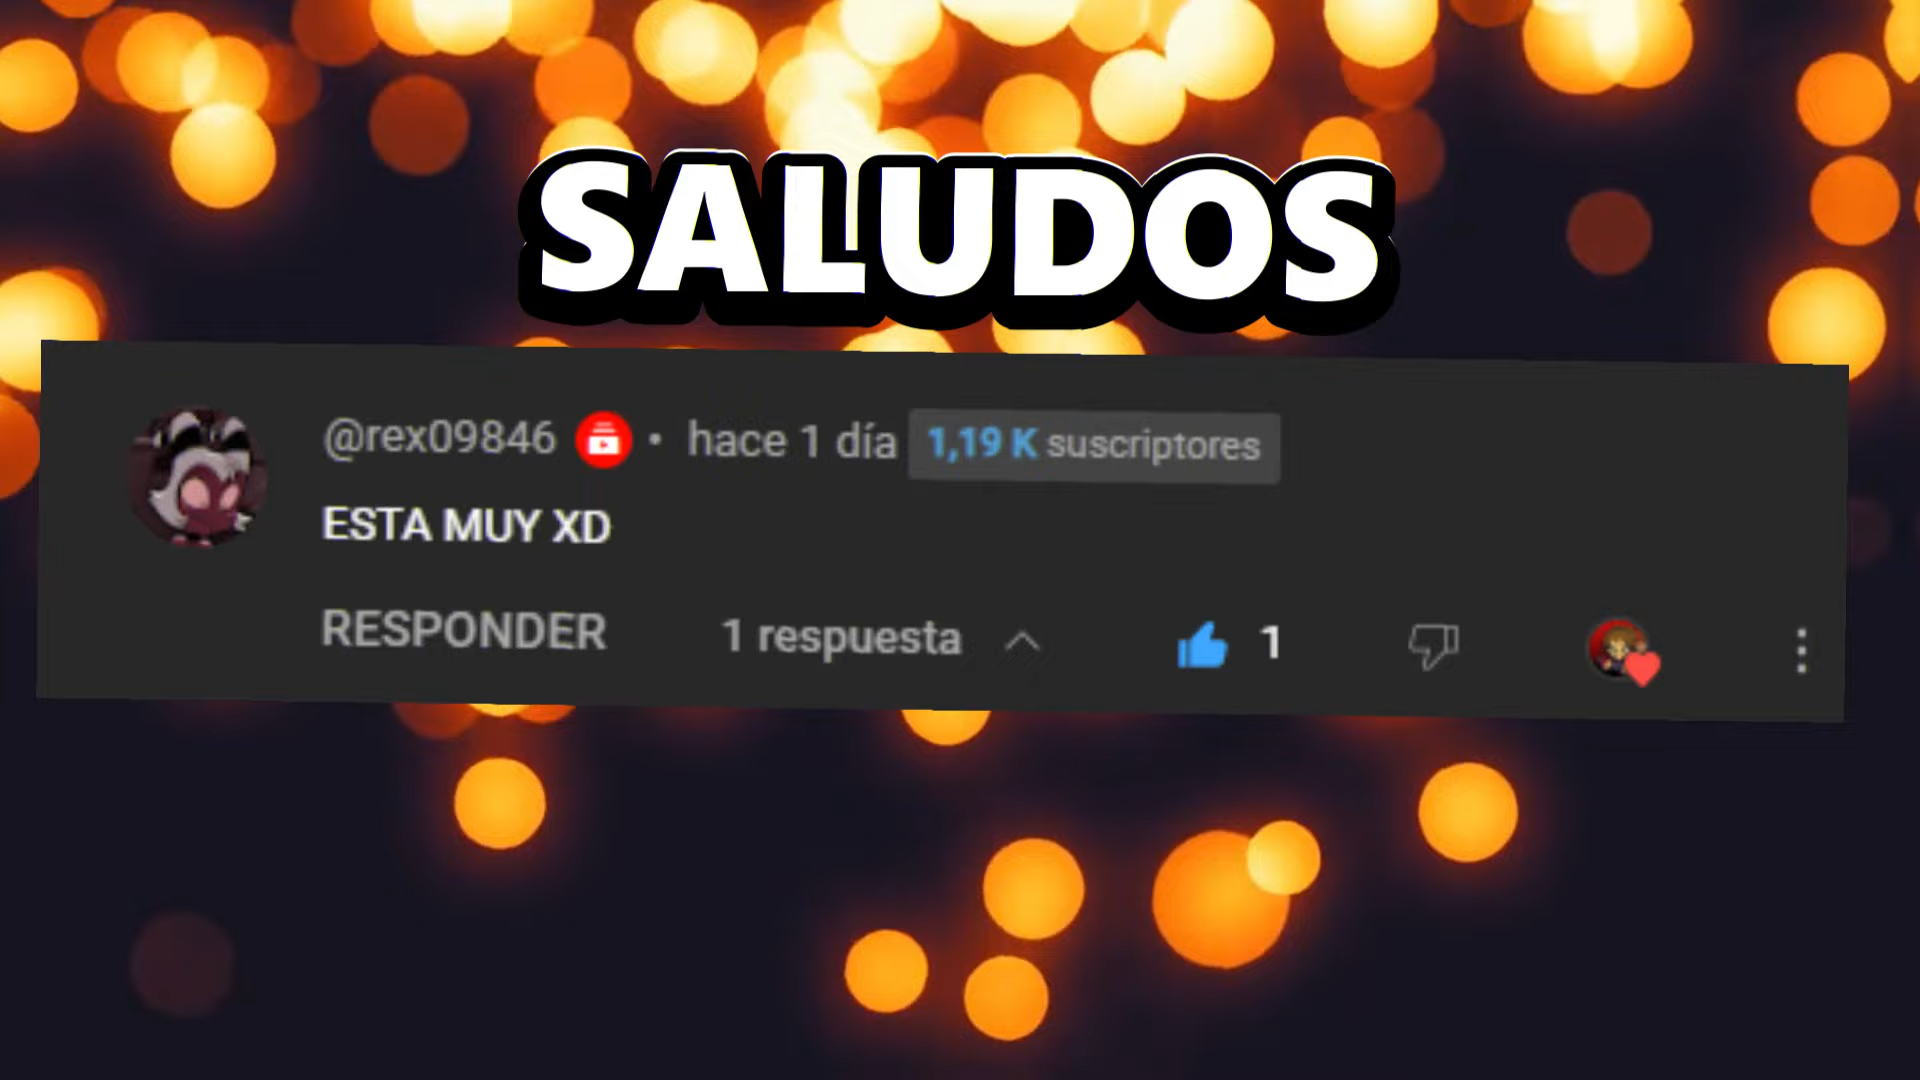 SALUDOS
@rex09846 • hace 1 día 1,19 K suscriptores
ESTA MUY XD
RESPONDER 1 respuesta 1